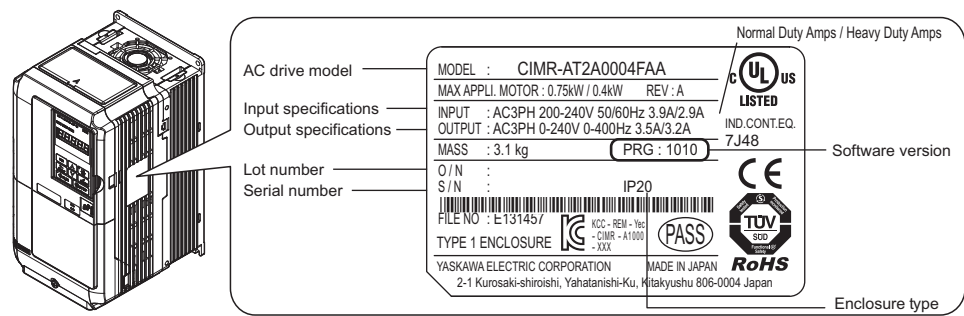 Normal Duty Amps / Heavy Duty Amps
AC drive model
Input specifications
Output specifications
Lot number
Serial number
MODEL : CIMR-AT2A0004FAA
MAX APPLI. MOTOR : 0.75kW / 0.4kW REV : A
INPUT : AC3PH 200-240V 50/60Hz 3.9A/2.9A
OUTPUT : AC3PH 0-240V 0-400Hz 3.5A/3.2A
MASS : 3.1 kg PRG : 1010
O / N :
S / N : IP20
FILE NO : E131457
TYPE 1 ENCLOSURE
KCC - REM - Yec
- CIMR - A1000
- XXX
PASS
YASKAWA ELECTRIC CORPORATION MADE IN JAPAN
2-1 Kurosaki-shiroishi, Yahatanishi-Ku, Kitakyushu 806-0004 Japan
C UL US
LISTED
IND.CONT.EQ.
7J48
CE
TÜV
SÜD
Functional
Safety
RoHS
Software version
Enclosure type